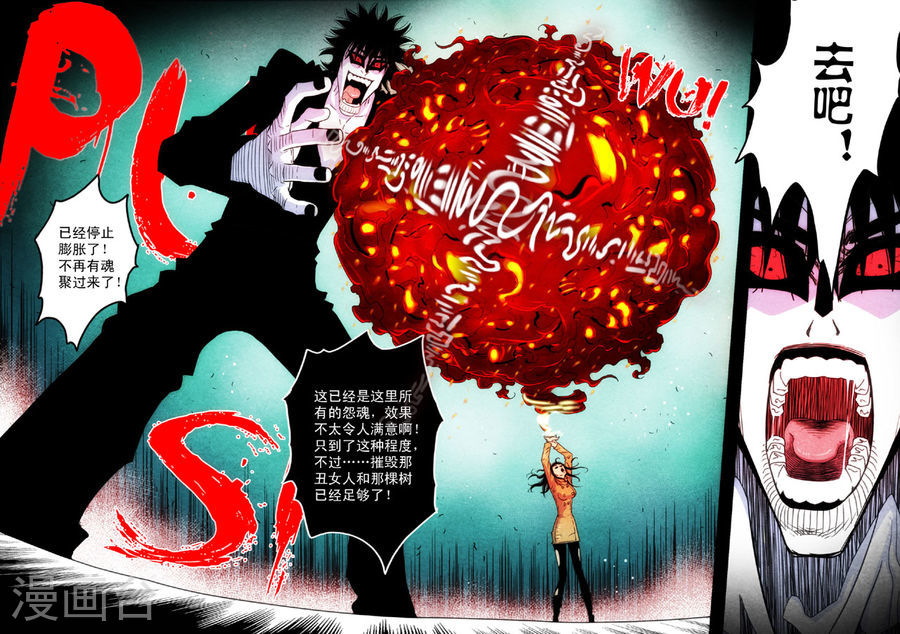 PU
SI
WU!!
已经停止
膨胀了！
不再有魂
聚过来了！
这已经是这里所
有的怨魂，效果
不太令人满意啊！
只到了这种程度，
不过……摧毁那
丑女人和那棵树
已经足够了！
去吧！
漫画台